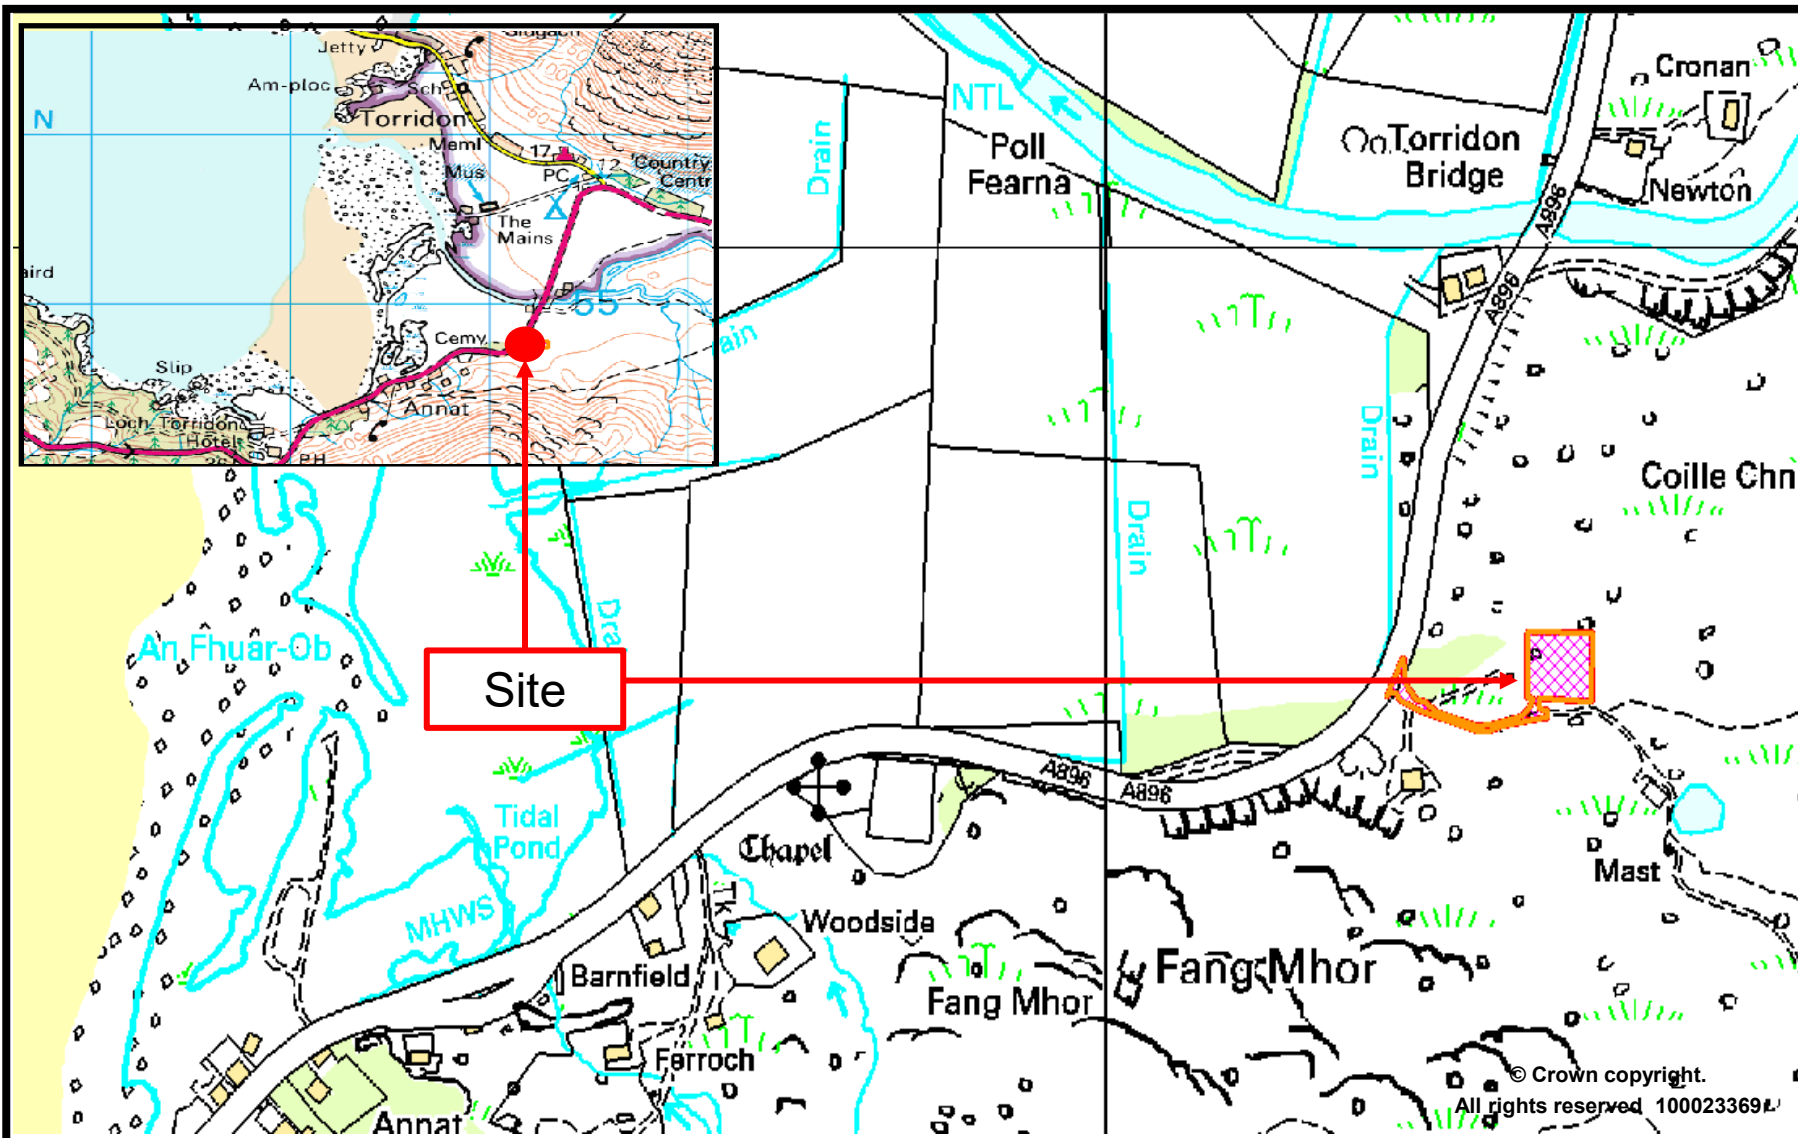 Jetty
Am-ploc
Sch
Torridon
Meml
N
17
12
PC
Country
Centr
Mus
The
Mains
aird
55
Cemy
Slip
Annat
Loch Torridon
Hotel
PH
Cronan
NTL
Poll
Fearna
Torridon
Bridge
Newton
Drain
A896
A896
ain
Drain
Coille Chn
Drain
Dra
An Fhuar-Ob
Site
A896
A896
Tidal
Pond
Chapel
Mast
MHWS
Tk
Woodside
Barnfield
Fang Mhor
Fang Mhor
Ferroch
Annat
© Crown copyright.
All rights reserved 100023369